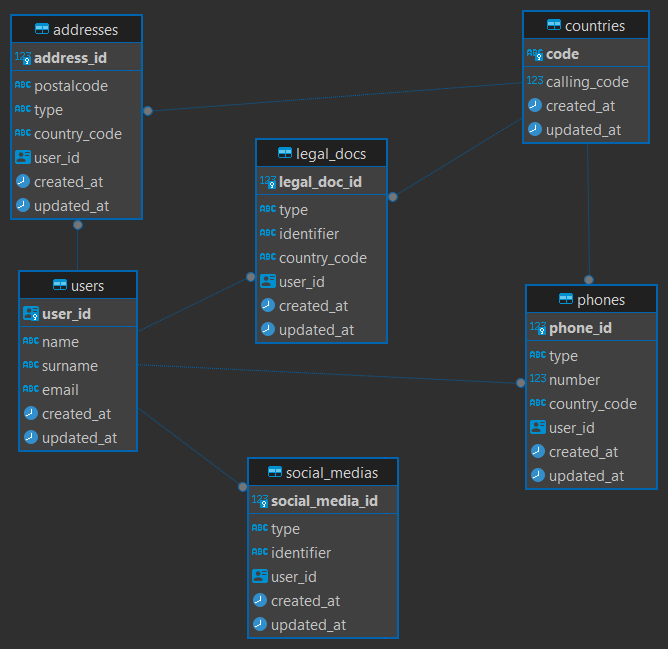 addresses
123 address_id
ABC postalcode
ABC type
ABC country_code
user_id
created_at
updated_at
countries
ABC code
123 calling_code
created_at
updated_at
legal_docs
123 legal_doc_id
ABC type
ABC identifier
ABC country_code
user_id
created_at
updated_at
users
user_id
ABC name
ABC surname
ABC email
created_at
updated_at
phones
123 phone_id
ABC type
123 number
ABC country_code
user_id
created_at
updated_at
social_medias
123 social_media_id
ABC type
ABC identifier
user_id
created_at
updated_at